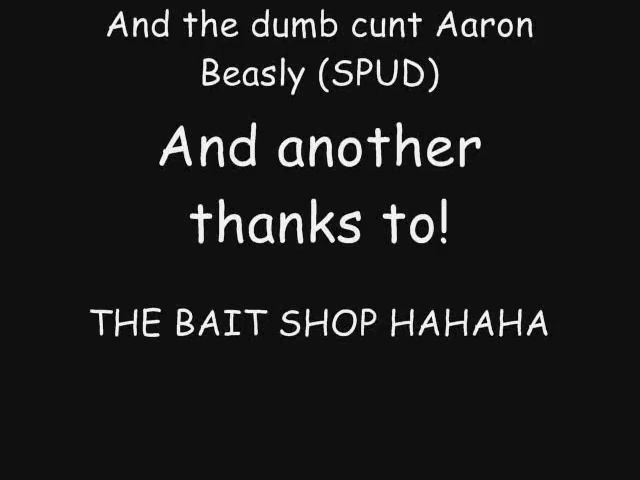 And the dumb cunt Aaron
Beasly (SPUD)
And another
thanks to!
THE BAIT SHOP HAHAHA